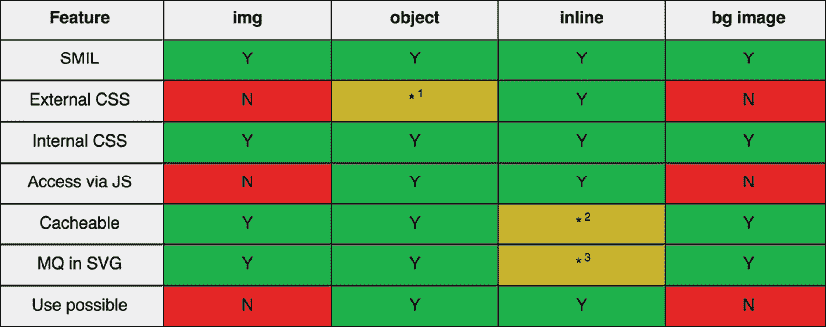 Feature img object inline bg image
SMIL Y Y Y Y
External CSS N *1 Y N
Internal CSS Y Y Y Y
Access via JS N Y Y N
Cacheable Y Y *2 Y
MQ in SVG Y Y *3 Y
Use possible N Y Y N